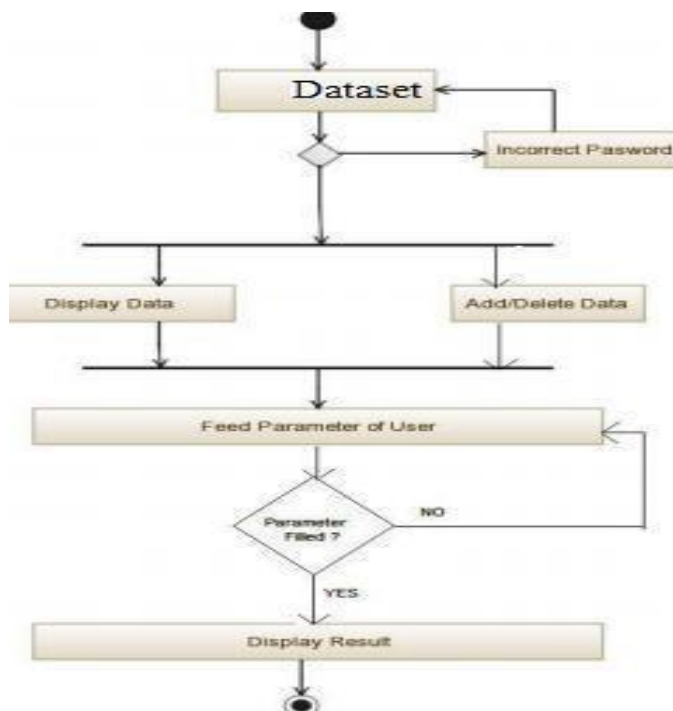 Dataset
Incorrect Pasword
Display Data
Add/Delete Data
Feed Parameter of User
Parameter
Filled ?
NO
YES
Display Result